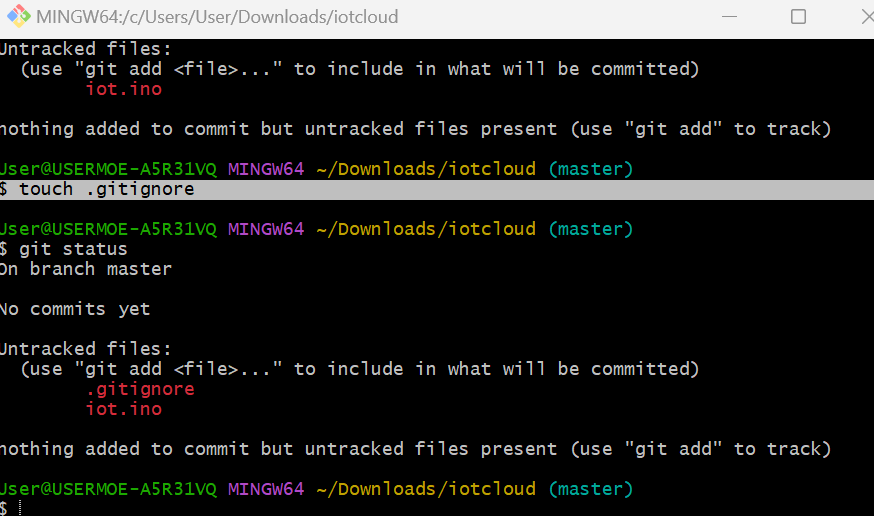 MINGW64:/c/Users/User/Downloads/iotcloud
Untracked files:
  (use "git add <file>..." to include in what will be committed)
        iot.ino
nothing added to commit but untracked files present (use "git add" to track)
User@USERMOE-A5R31VQ MINGW64 ~/Downloads/iotcloud (master)
$ touch .gitignore
User@USERMOE-A5R31VQ MINGW64 ~/Downloads/iotcloud (master)
$ git status
On branch master
No commits yet
Untracked files:
  (use "git add <file>..." to include in what will be committed)
        .gitignore
        iot.ino
nothing added to commit but untracked files present (use "git add" to track)
User@USERMOE-A5R31VQ MINGW64 ~/Downloads/iotcloud (master)
$